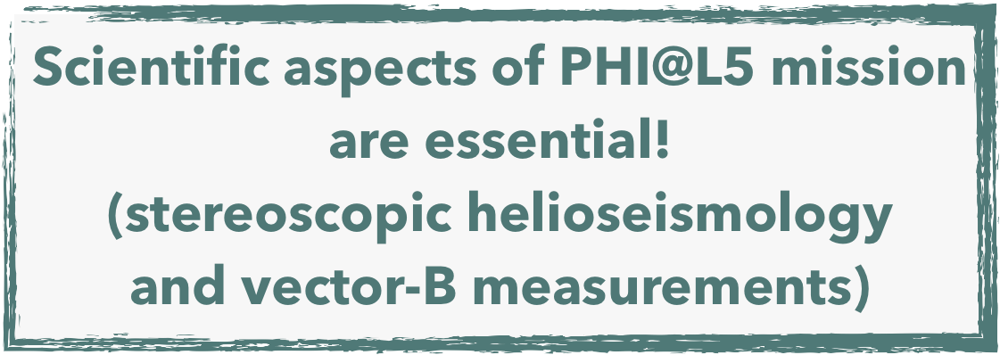 Scientific aspects of PHI@L5 mission
are essential!
(stereoscopic helioseismology
and vector-B measurements)